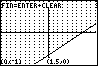 FIN=ENTER+CLEAR
(0,-1) (1.5,0)